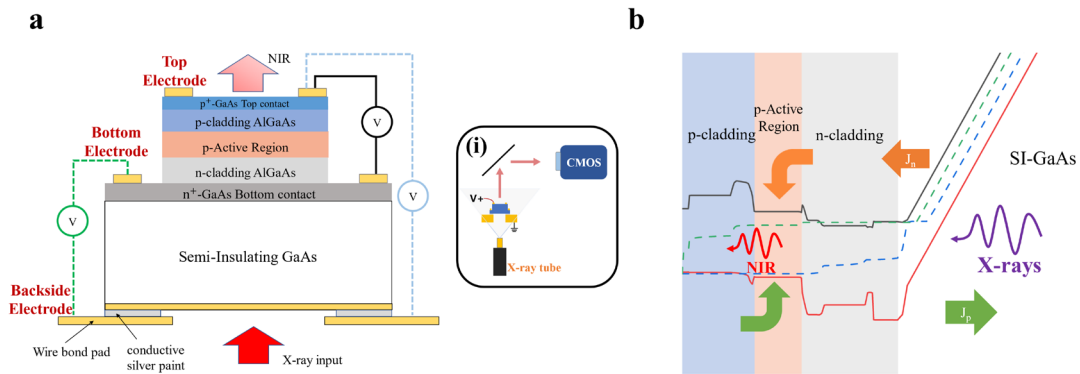 a
NIR
Top
Electrode
p⁺-GaAs Top contact
p-cladding AlGaAs
V
Bottom
Electrode
p-Active Region
n-cladding AlGaAs
n⁺-GaAs Bottom contact
V
V
Semi-Insulating GaAs
Backside
Electrode
Wire bond pad
conductive
silver paint
X-ray input
(i)
CMOS
V+
X-ray tube
b
p-cladding
p-Active
Region
n-cladding
Jn
SI-GaAs
NIR
X-rays
Jp